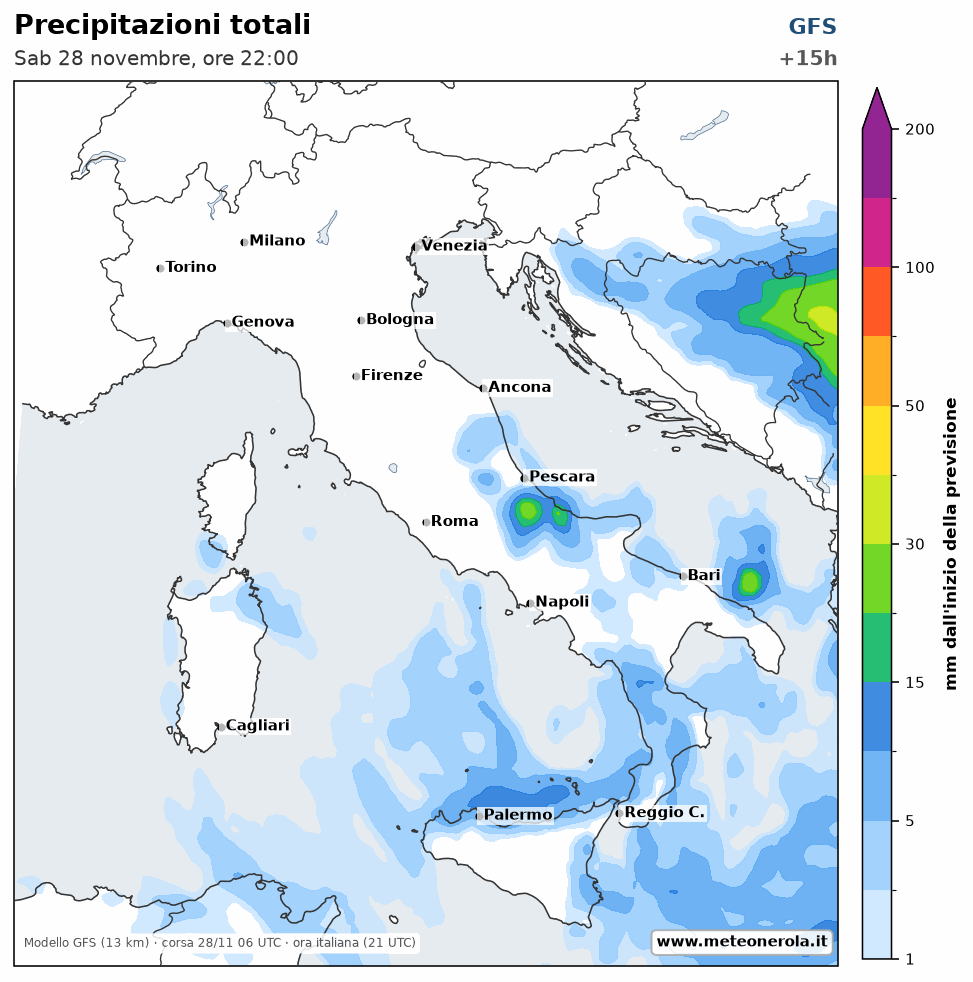 Precipitazioni totali
GFS
Sab 28 novembre, ore 22:00
+15h
200
100
50
30
15
5
1
mm dall'inizio della previsione
Milano
Venezia
Torino
Genova
Bologna
Firenze
Ancona
Pescara
Roma
Bari
Napoli
Cagliari
Palermo
Reggio C.
Modello GFS (13 km) · corsa 28/11 06 UTC · ora italiana (21 UTC)
www.meteonerola.it